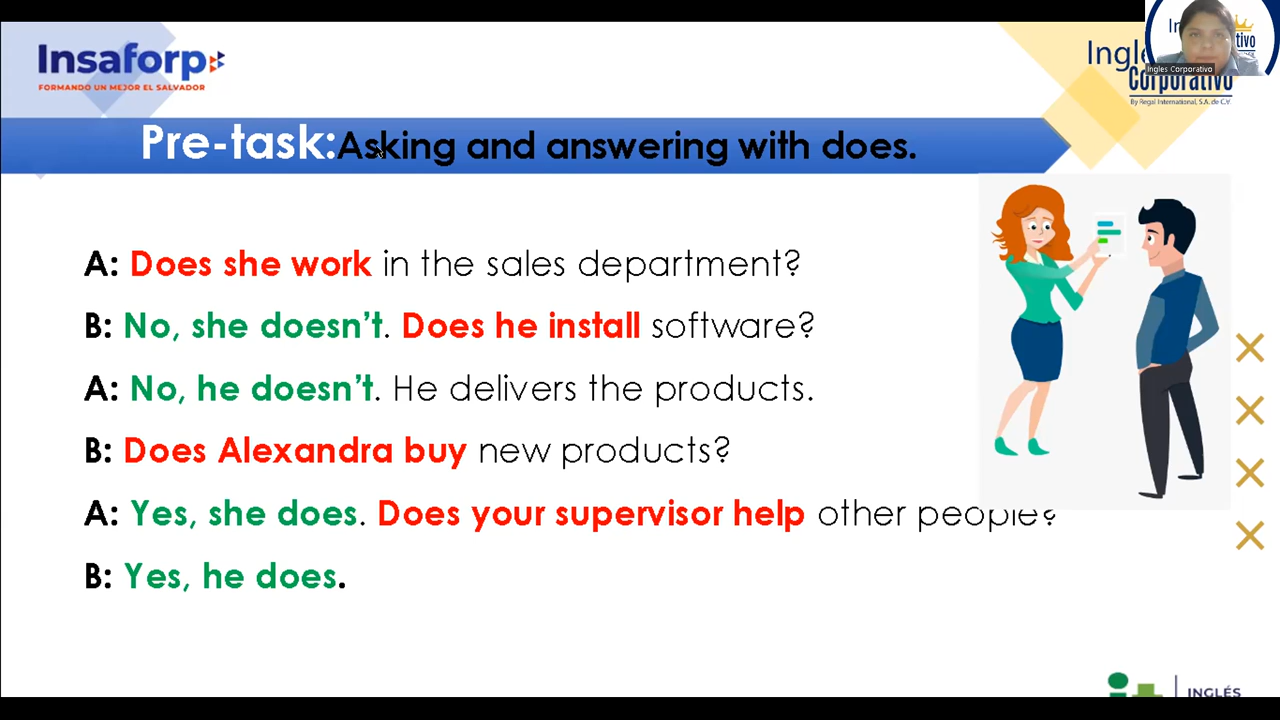 Insaforp
FORMANDO UN MEJOR EL SALVADOR
Ingles Corporativo
Corporativo
By Regal International, S.A. de C.V.
Pre-task:Asking and answering with does.
A: Does she work in the sales department?
B: No, she doesn't. Does he install software?
A: No, he doesn't. He delivers the products.
B: Does Alexandra buy new products?
A: Yes, she does. Does your supervisor help other people?
B: Yes, he does.
INGLÉS